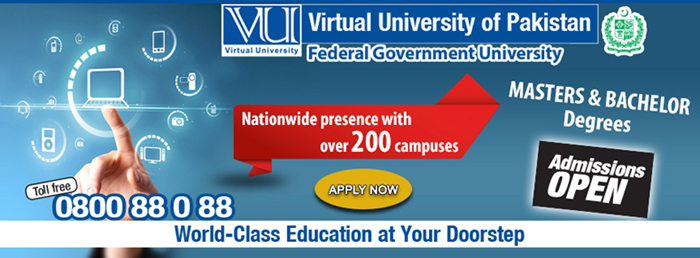 VU
Virtual University
Virtual University of Pakistan
Federal Government University
MASTERS & BACHELOR
Degrees
Nationwide presence with
over 200 campuses
Admissions
OPEN
APPLY NOW
Toll free
0800 88 0 88
World-Class Education at Your Doorstep